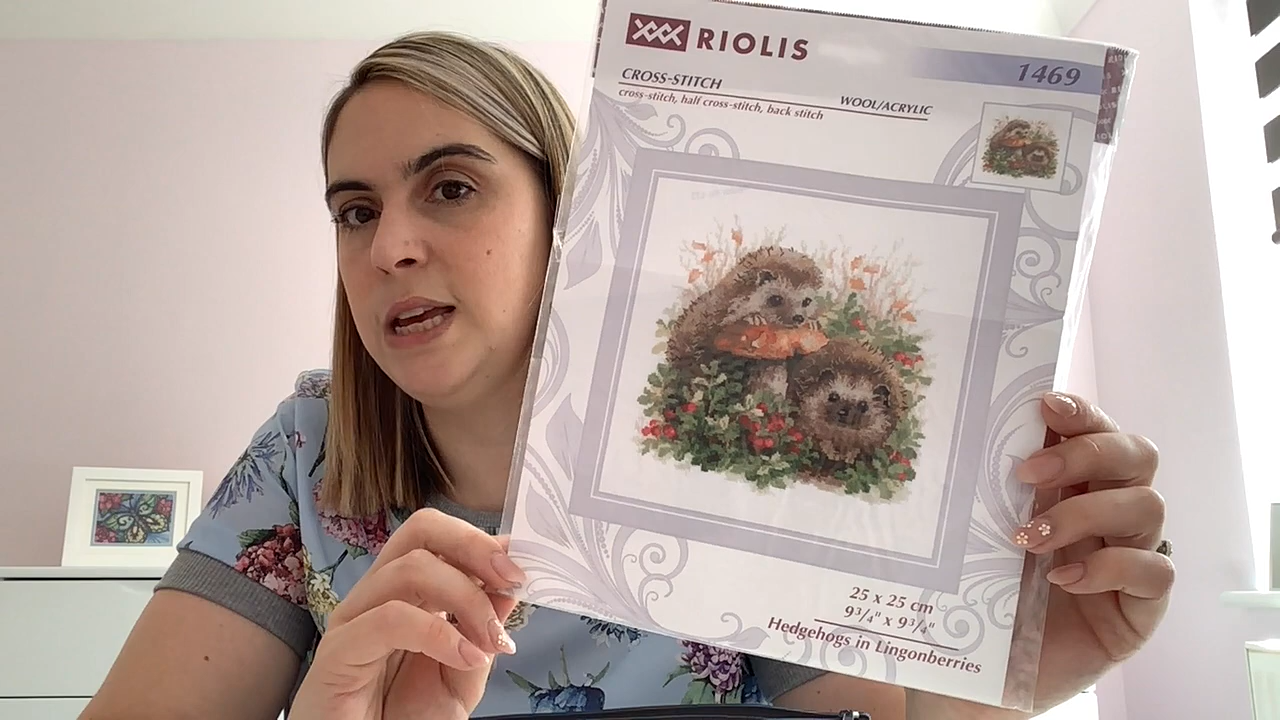 RIOLIS
1469
CROSS-STITCH
WOOL/ACRYLIC
cross-stitch, half cross-stitch, back stitch
25 x 25 cm
9³/₄" x 9³/₄"
Hedgehogs in Lingonberries